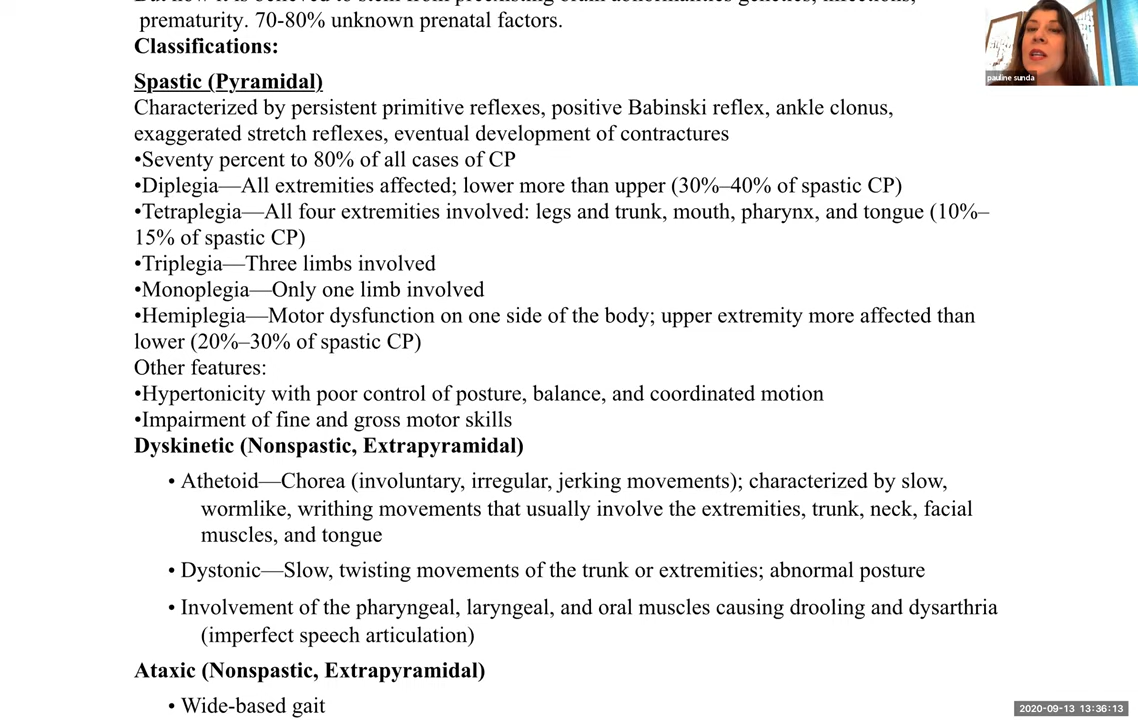 prematurity. 70-80% unknown prenatal factors.
Classifications:
Spastic (Pyramidal)
Characterized by persistent primitive reflexes, positive Babinski reflex, ankle clonus,
exaggerated stretch reflexes, eventual development of contractures
•Seventy percent to 80% of all cases of CP
•Diplegia—All extremities affected; lower more than upper (30%–40% of spastic CP)
•Tetraplegia—All four extremities involved: legs and trunk, mouth, pharynx, and tongue (10%–
15% of spastic CP)
•Triplegia—Three limbs involved
•Monoplegia—Only one limb involved
•Hemiplegia—Motor dysfunction on one side of the body; upper extremity more affected than
lower (20%–30% of spastic CP)
Other features:
•Hypertonicity with poor control of posture, balance, and coordinated motion
•Impairment of fine and gross motor skills
Dyskinetic (Nonspastic, Extrapyramidal)
• Athetoid—Chorea (involuntary, irregular, jerking movements); characterized by slow,
wormlike, writhing movements that usually involve the extremities, trunk, neck, facial
muscles, and tongue
• Dystonic—Slow, twisting movements of the trunk or extremities; abnormal posture
• Involvement of the pharyngeal, laryngeal, and oral muscles causing drooling and dysarthria
(imperfect speech articulation)
Ataxic (Nonspastic, Extrapyramidal)
• Wide-based gait
pauline sunda
2020-09-13 13:36:13